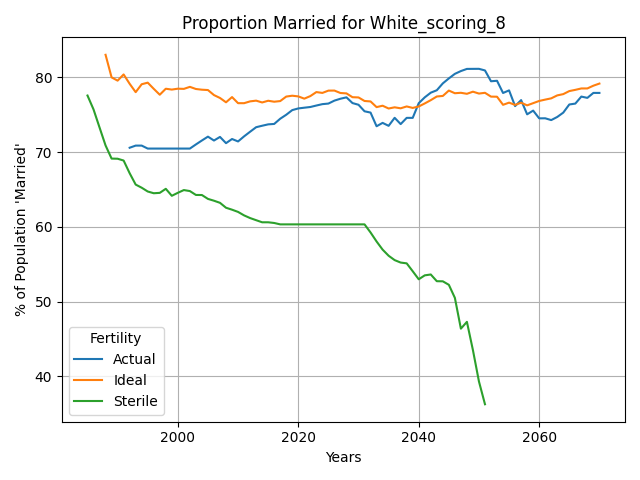 Proportion Married for White_scoring_8
% of Population 'Married'
80
70
60
50
40
Fertility
Actual
Ideal
Sterile
2000 2020 2040 2060
Years